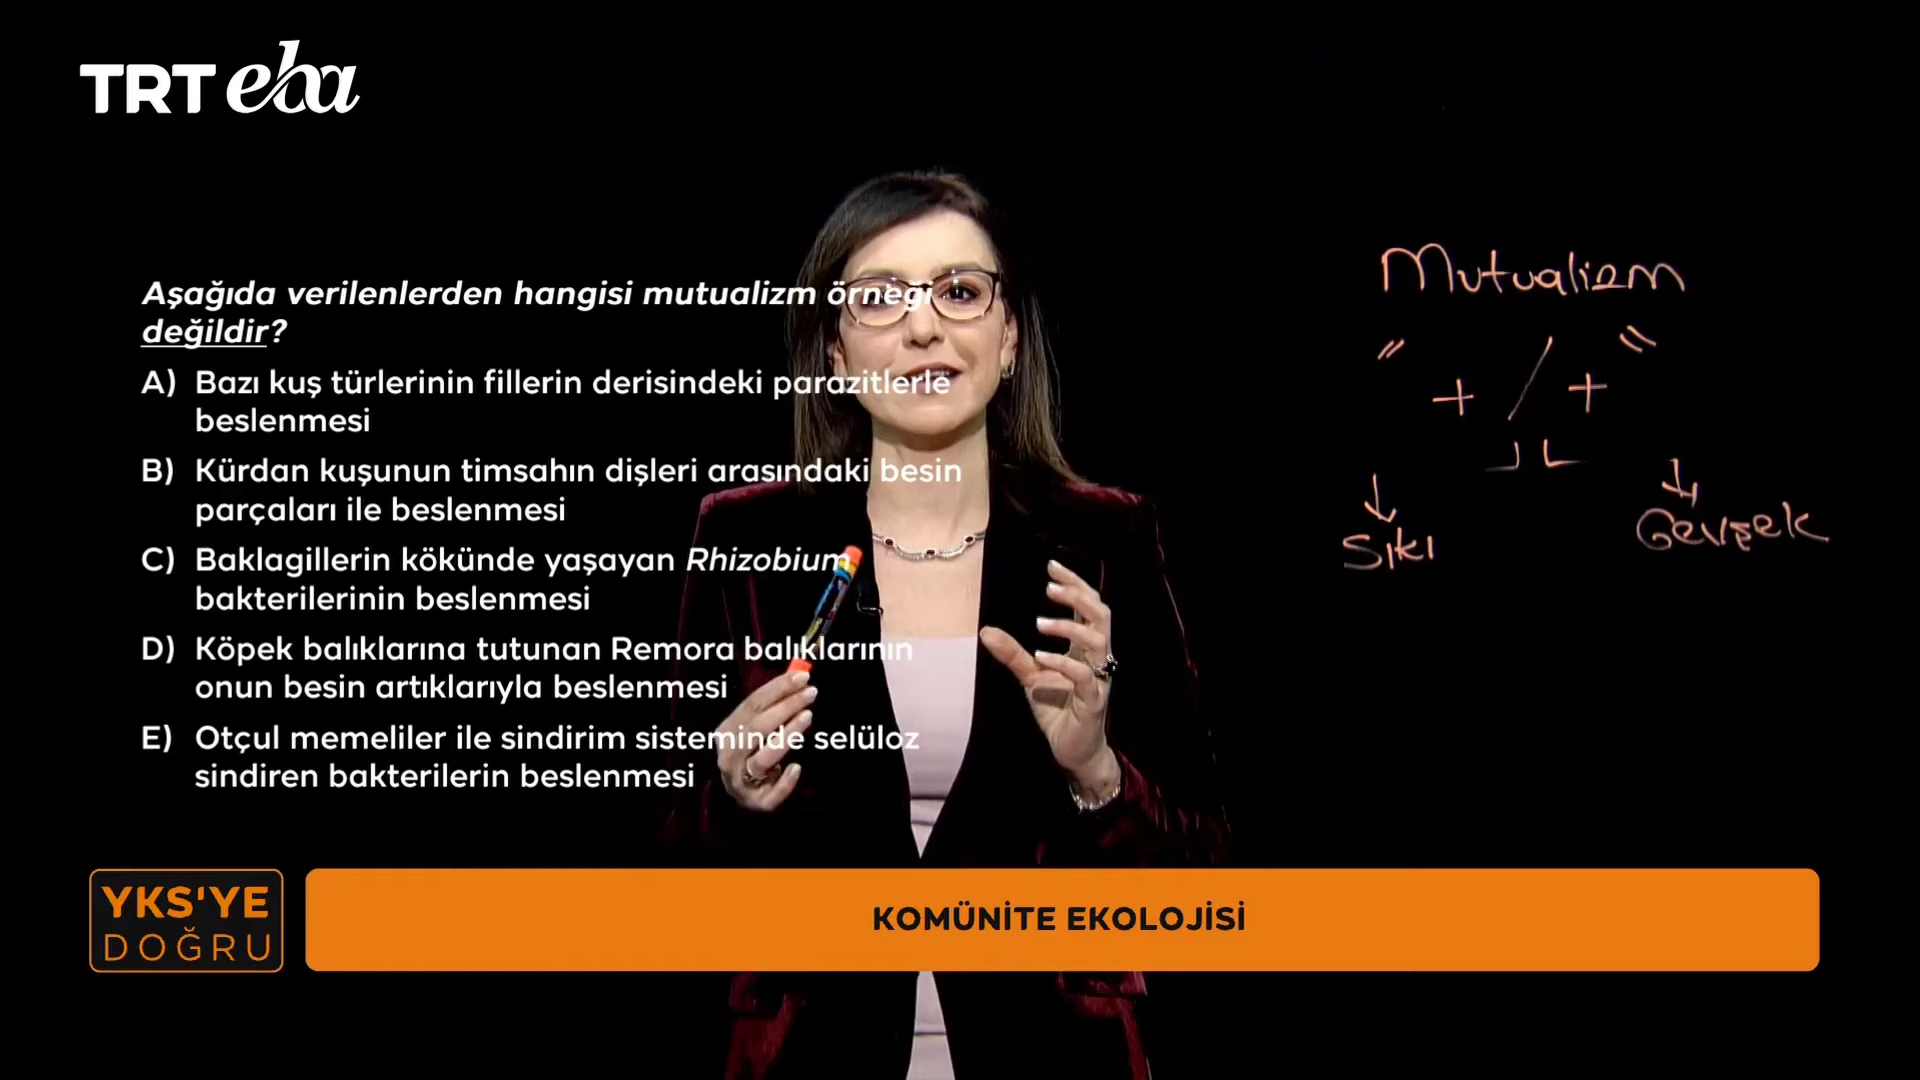 TRT eba
Aşağıda verilenlerden hangisi mutualizm örneği
değildir?
A) Bazı kuş türlerinin fillerin derisindeki parazitlerle
beslenmesi
B) Kürdan kuşunun timsahın dişleri arasındaki besin
parçaları ile beslenmesi
C) Baklagillerin kökünde yaşayan Rhizobium
bakterilerinin beslenmesi
D) Köpek balıklarına tutunan Remora balıklarının
onun besin artıklarıyla beslenmesi
E) Otçul memeliler ile sindirim sisteminde selüloz
sindiren bakterilerin beslenmesi
Mutualizm
+ / +
Sıkı
Gevşek
YKS'YE
DOĞRU
KOMÜNİTE EKOLOJİSİ